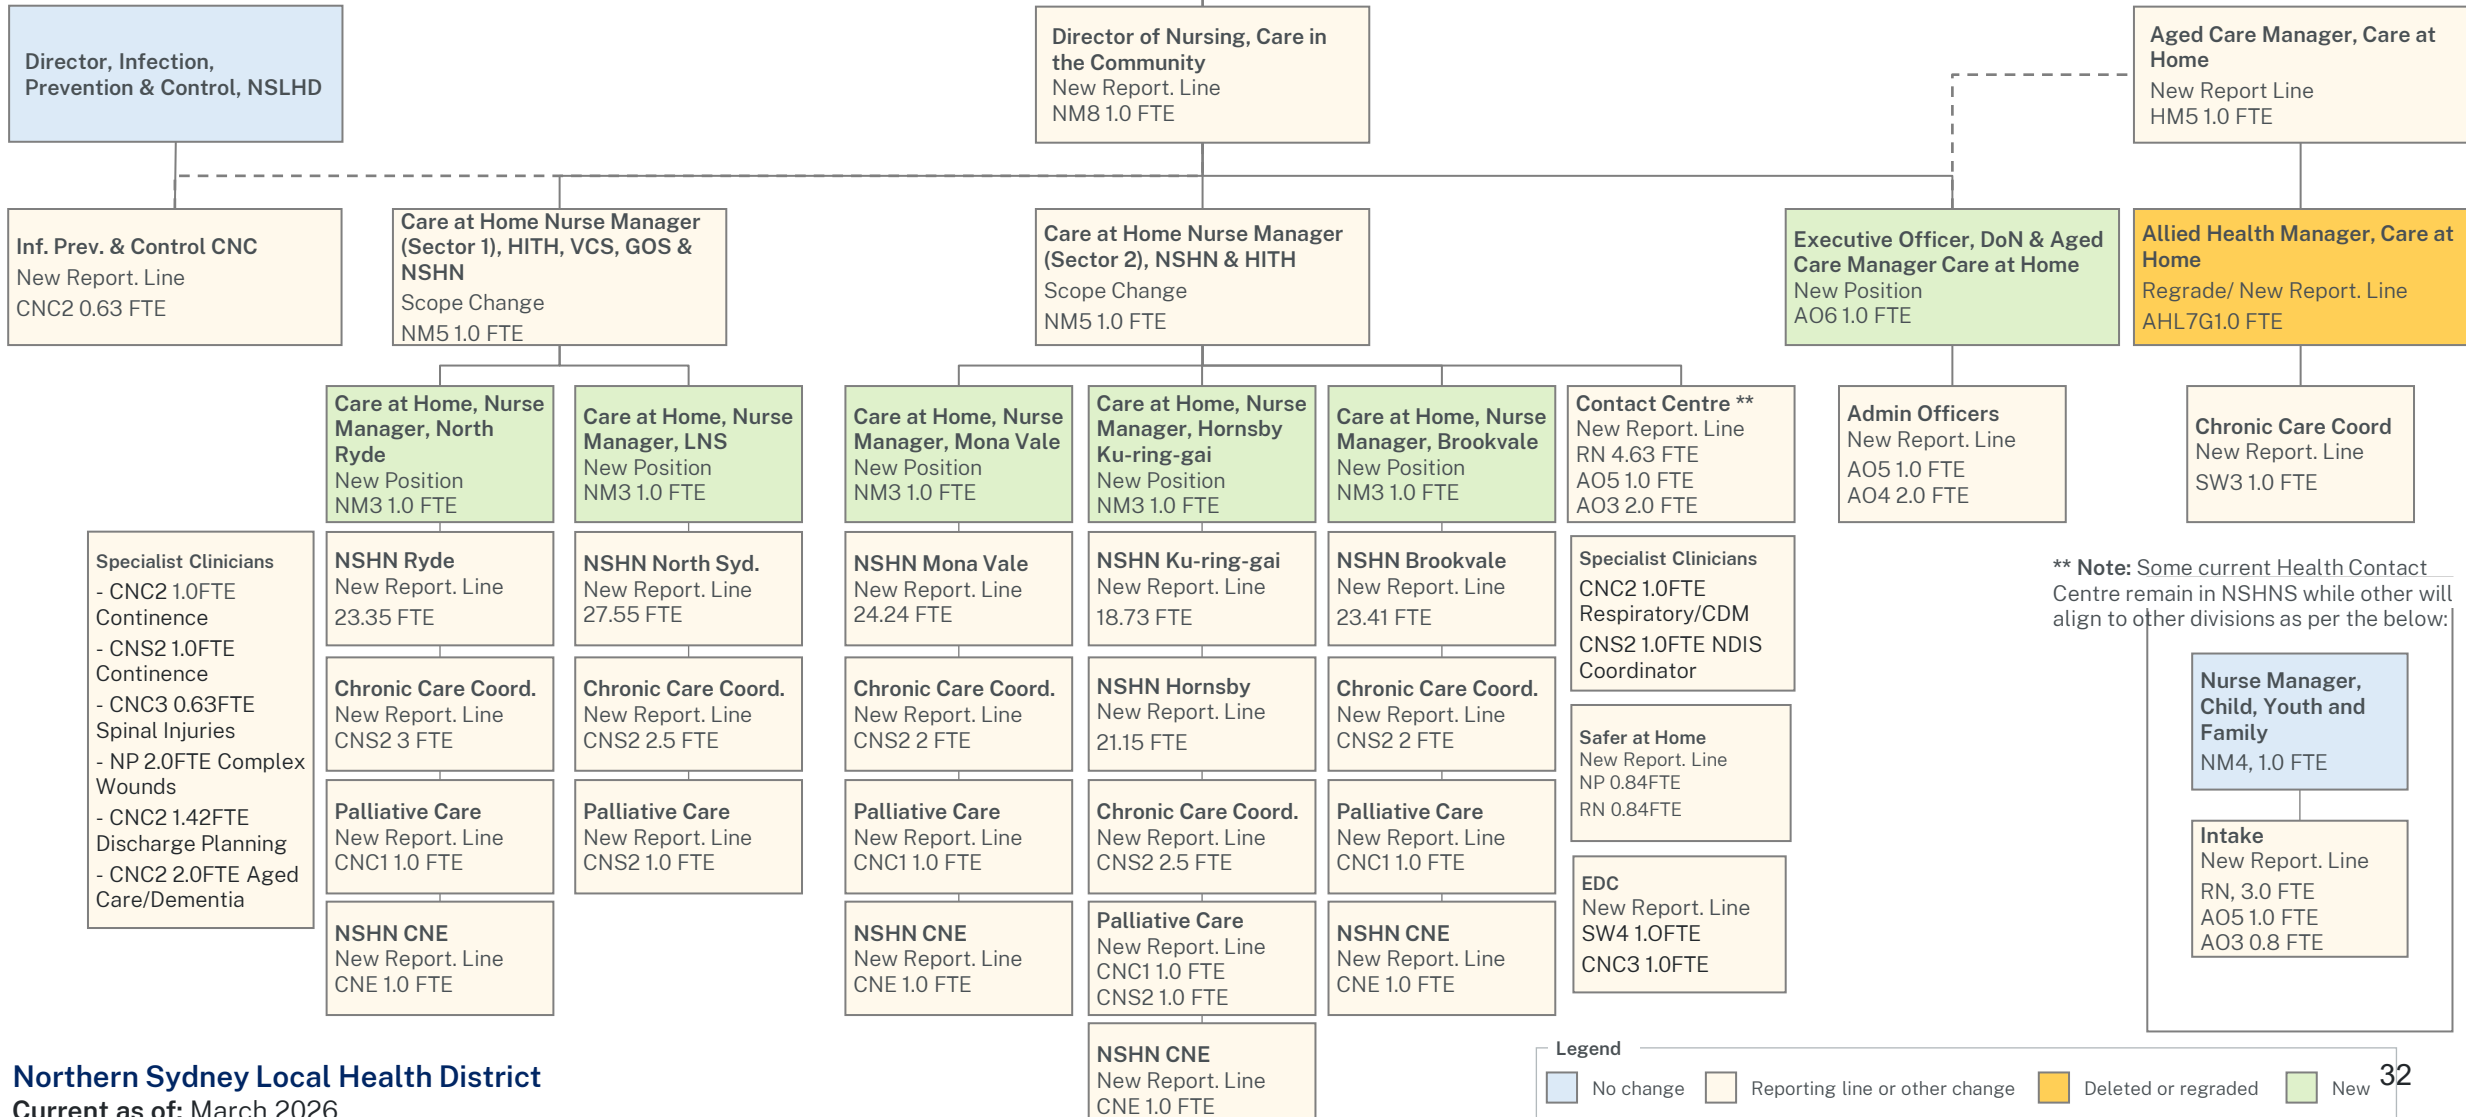 Director, Infection,
Prevention & Control, NSLHD
Director of Nursing, Care in
the Community
New Report. Line
NM8 1.0 FTE
Aged Care Manager, Care at
Home
New Report Line
HM5 1.0 FTE
Inf. Prev. & Control CNC
New Report. Line
CNC2 0.63 FTE
Care at Home Nurse Manager
(Sector 1), HITH, VCS, GOS &
NSHN
Scope Change
NM5 1.0 FTE
Care at Home Nurse Manager
(Sector 2), NSHN & HITH
Scope Change
NM5 1.0 FTE
Executive Officer, DoN & Aged
Care Manager Care at Home
New Position
AO6 1.0 FTE
Allied Health Manager, Care at
Home
Regrade/ New Report. Line
AHL7G1.0 FTE
Care at Home, Nurse
Manager, North
Ryde
New Position
NM3 1.0 FTE
Care at Home, Nurse
Manager, LNS
New Position
NM3 1.0 FTE
Care at Home, Nurse
Manager, Mona Vale
New Position
NM3 1.0 FTE
Care at Home, Nurse
Manager, Hornsby
Ku-ring-gai
New Position
NM3 1.0 FTE
Care at Home, Nurse
Manager, Brookvale
New Position
NM3 1.0 FTE
Contact Centre **
New Report. Line
RN 4.63 FTE
AO5 1.0 FTE
AO3 2.0 FTE
Admin Officers
New Report. Line
AO5 1.0 FTE
AO4 2.0 FTE
Chronic Care Coord
New Report. Line
SW3 1.0 FTE
Specialist Clinicians
- CNC2 1.0FTE
Continence
- CNS2 1.0FTE
Continence
- CNC3 0.63FTE
Spinal Injuries
- NP 2.0FTE Complex
Wounds
- CNC2 1.42FTE
Discharge Planning
- CNC2 2.0FTE Aged
Care/Dementia
NSHN Ryde
New Report. Line
23.35 FTE
Chronic Care Coord.
New Report. Line
CNS2 3 FTE
Palliative Care
New Report. Line
CNC1 1.0 FTE
NSHN CNE
New Report. Line
CNE 1.0 FTE
NSHN North Syd.
New Report. Line
27.55 FTE
Chronic Care Coord.
New Report. Line
CNS2 2.5 FTE
Palliative Care
New Report. Line
CNS2 1.0 FTE
NSHN Mona Vale
New Report. Line
24.24 FTE
Chronic Care Coord.
New Report. Line
CNS2 2 FTE
Palliative Care
New Report. Line
CNC1 1.0 FTE
NSHN CNE
New Report. Line
CNE 1.0 FTE
NSHN Ku-ring-gai
New Report. Line
18.73 FTE
NSHN Hornsby
New Report. Line
21.15 FTE
Chronic Care Coord.
New Report. Line
CNS2 2.5 FTE
Palliative Care
New Report. Line
CNC1 1.0 FTE
CNS2 1.0 FTE
NSHN CNE
New Report. Line
CNE 1.0 FTE
NSHN Brookvale
New Report. Line
23.41 FTE
Chronic Care Coord.
New Report. Line
CNS2 2 FTE
Palliative Care
New Report. Line
CNC1 1.0 FTE
NSHN CNE
New Report. Line
CNE 1.0 FTE
Specialist Clinicians
CNC2 1.0FTE
Respiratory/CDM
CNS2 1.0FTE NDIS
Coordinator
Safer at Home
New Report. Line
NP 0.84FTE
RN 0.84FTE
EDC
New Report. Line
SW4 1.0FTE
CNC3 1.0FTE
** Note: Some current Health Contact
Centre remain in NSHNS while other will
align to other divisions as per the below:
Nurse Manager,
Child, Youth and
Family
NM4, 1.0 FTE
Intake
New Report. Line
RN, 3.0 FTE
AO5 1.0 FTE
AO3 0.8 FTE
Northern Sydney Local Health District
Current as of: March 2026
Legend
No change
Reporting line or other change
Deleted or regraded
New
32